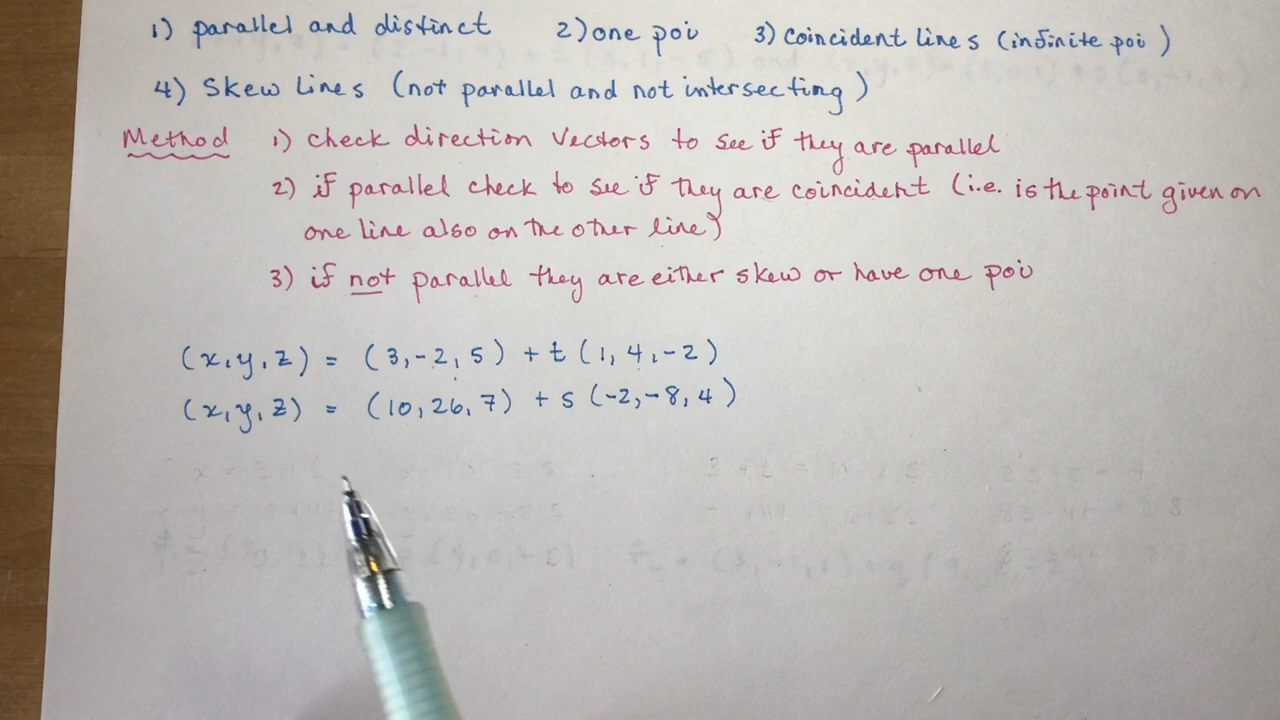 1) parallel and distinct 2) one poi 3) coincident lines (infinite poi)
4) Skew Lines (not parallel and not intersecting)
Method 1) check direction vectors to see if they are parallel
2) if parallel check to see if they are coincident (i.e. is the point given on
one line also on the other line)
3) if not parallel they are either skew or have one poi
(x,y,z) = (3,-2,5) + t(1,4,-2)
(x,y,z) = (10,26,7) + s(-2,-8,4)